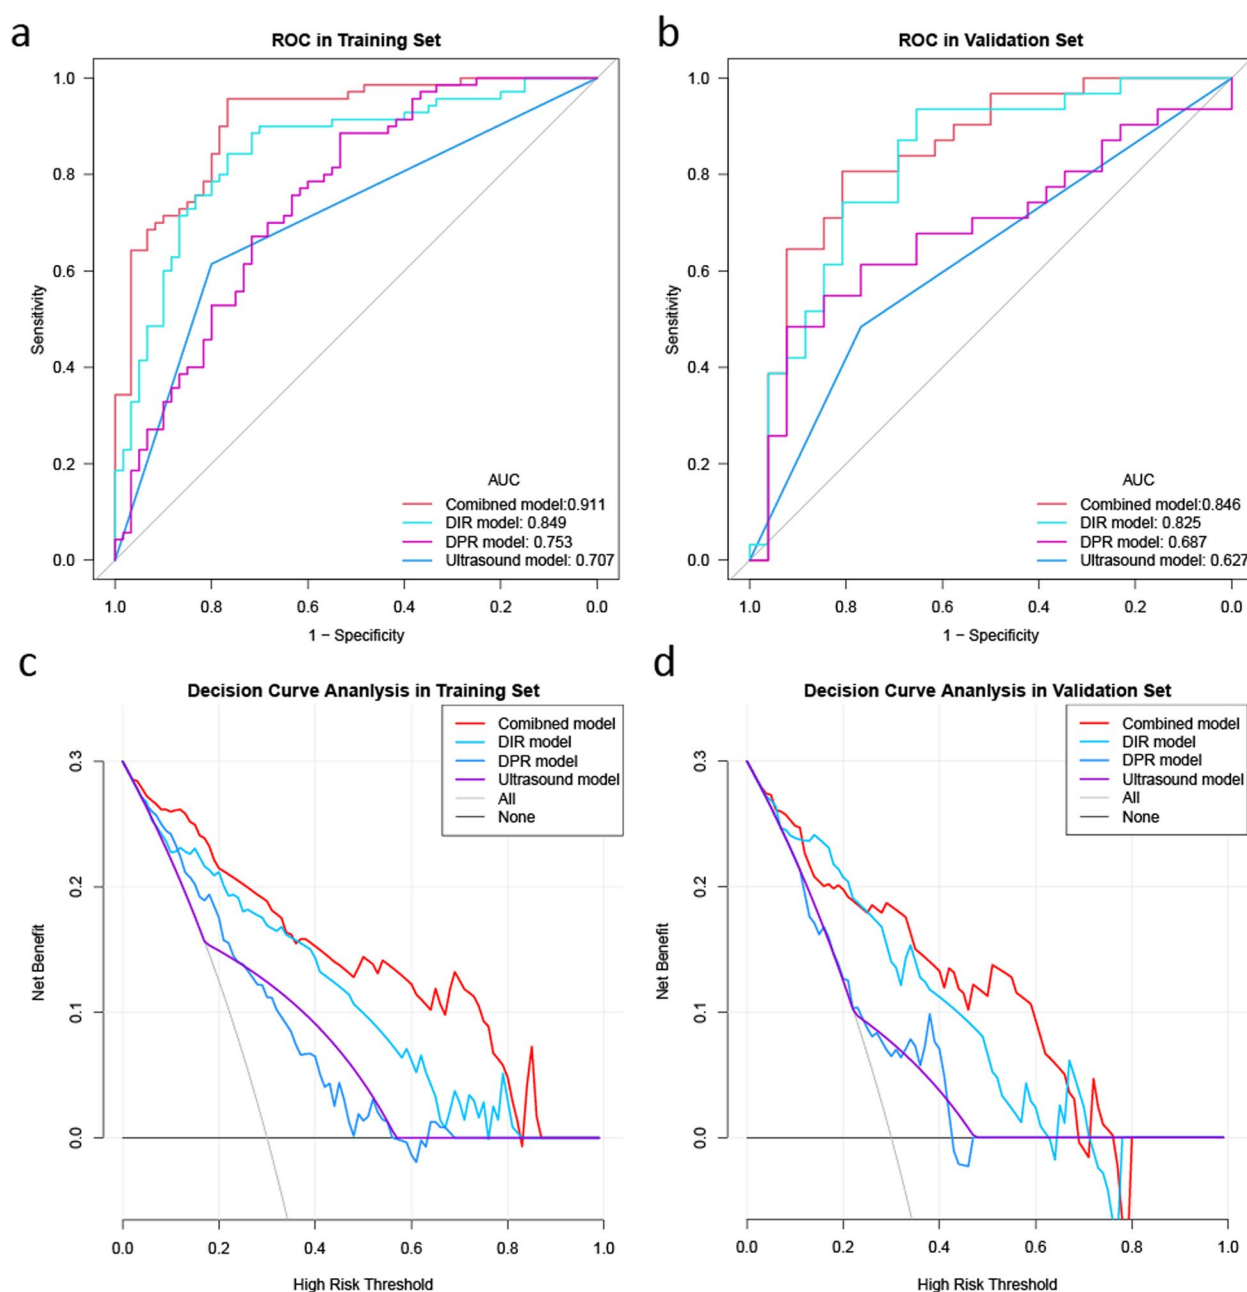 a
ROC in Training Set
1.0
0.8
0.6
0.4
0.2
0.0
Sensitivity
AUC
Comibned model:0.911
DIR model: 0.849
DPR model: 0.753
Ultrasound model: 0.707
1.0 0.8 0.6 0.4 0.2 0.0
1 − Specificity
b
ROC in Validation Set
1.0
0.8
0.6
0.4
0.2
0.0
Sensitivity
AUC
Combined model:0.846
DIR model: 0.825
DPR model: 0.687
Ultrasound model: 0.627
1.0 0.8 0.6 0.4 0.2 0.0
1 − Specificity
c
Decision Curve Ananlysis in Training Set
Comibned model
DIR model
DPR model
Ultrasound model
All
None
0.3
0.2
0.1
0.0
Net Benefit
0.0 0.2 0.4 0.6 0.8 1.0
High Risk Threshold
d
Decision Curve Ananlysis in Validation Set
Combined model
DIR model
DPR model
Ultrasound model
All
None
0.3
0.2
0.1
0.0
Net Benefit
0.0 0.2 0.4 0.6 0.8 1.0
High Risk Threshold